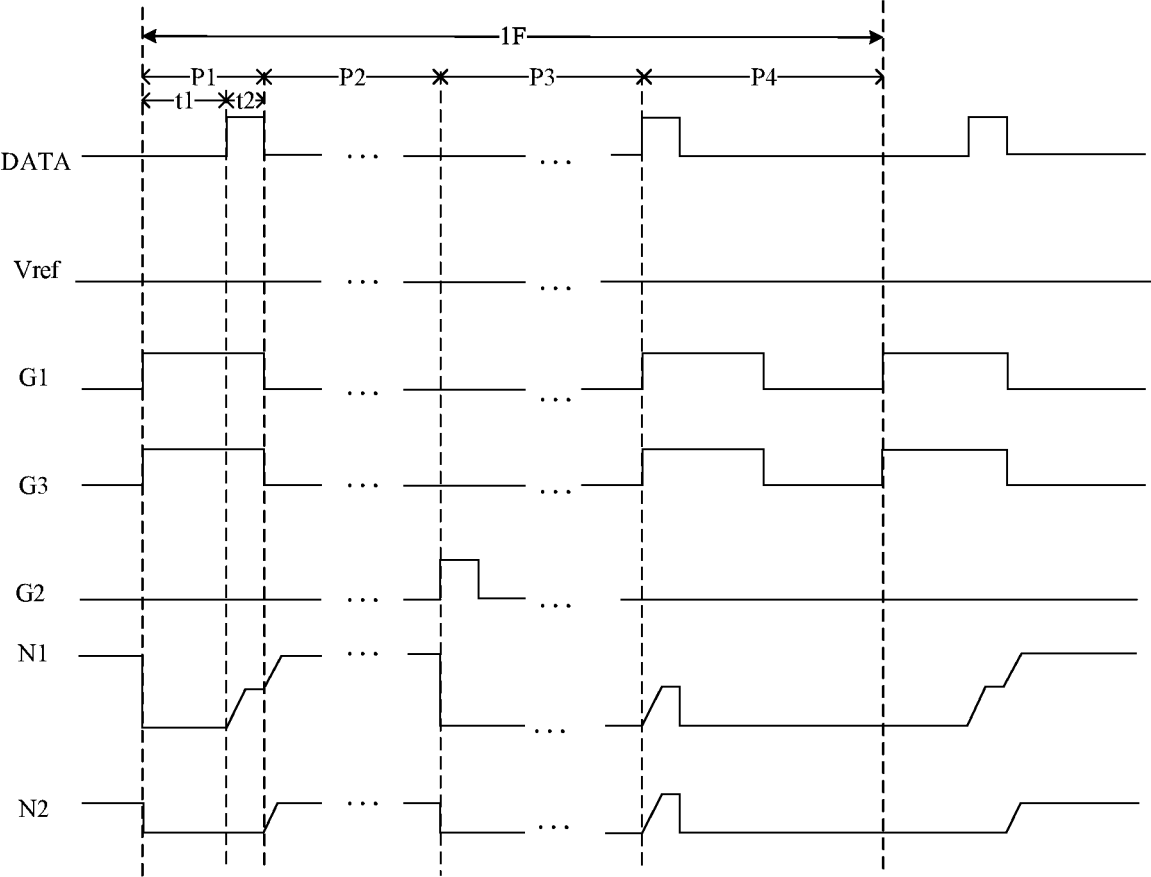 1F
P1 P2 P3 P4
t1 t2
DATA ... ...
Vref ... ...
G1 ... ...
G3 ... ...
G2 ... ...
N1 ... ...
N2 ... ...